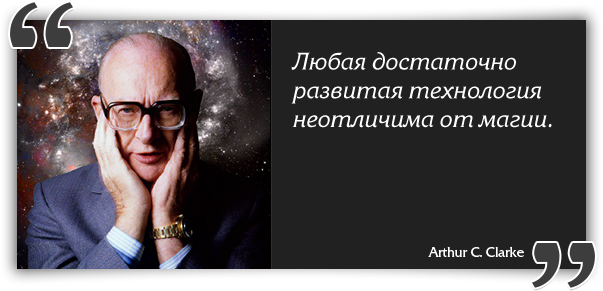 Любая достаточно
развитая технология
неотличима от магии.
Arthur C. Clarke